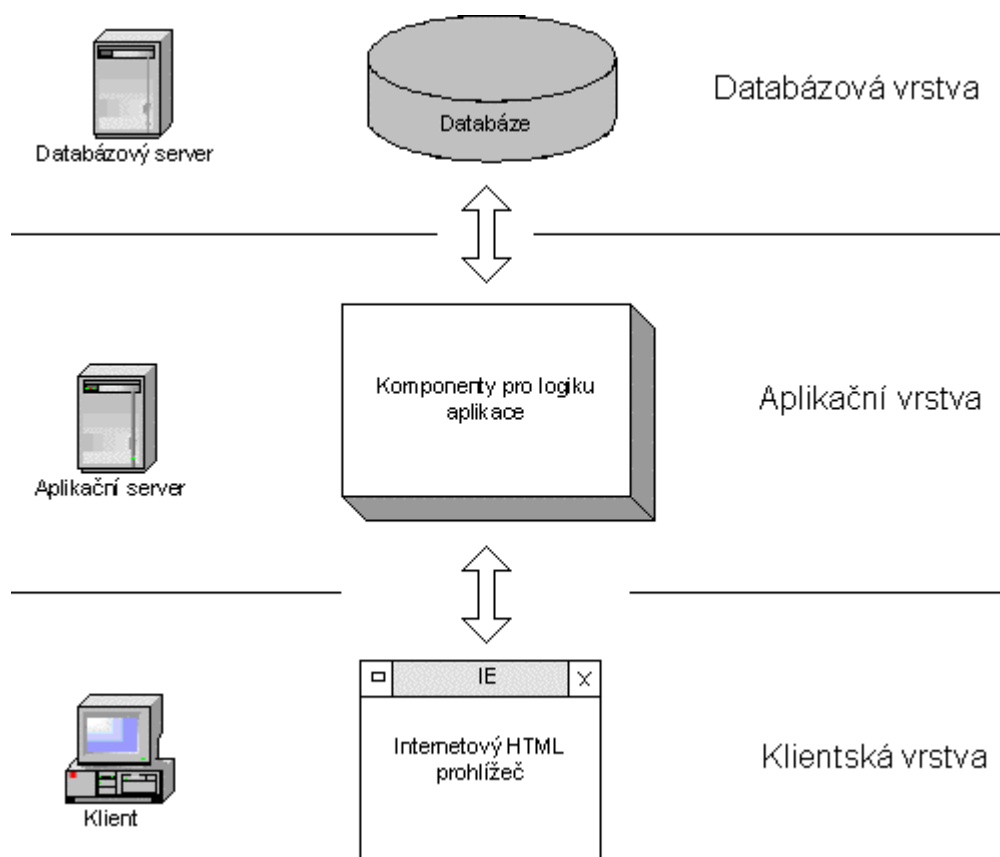 Databázová vrstva
Databáze
Databázový server
Komponenty pro logiku
aplikace
Aplikační vrstva
Aplikační server
IE
Internetový HTML
prohlížeč
Klientská vrstva
Klient